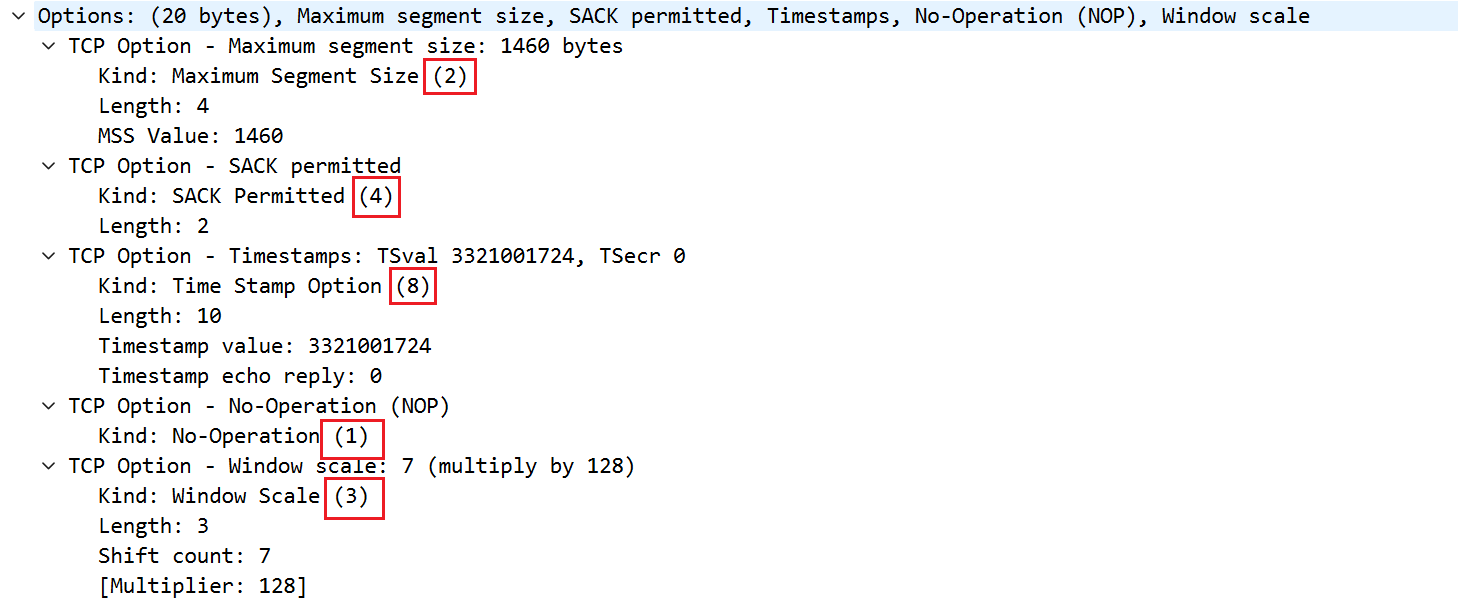 Options: (20 bytes), Maximum segment size, SACK permitted, Timestamps, No-Operation (NOP), Window scale
TCP Option - Maximum segment size: 1460 bytes
Kind: Maximum Segment Size (2)
Length: 4
MSS Value: 1460
TCP Option - SACK permitted
Kind: SACK Permitted (4)
Length: 2
TCP Option - Timestamps: TSval 3321001724, TSecr 0
Kind: Time Stamp Option (8)
Length: 10
Timestamp value: 3321001724
Timestamp echo reply: 0
TCP Option - No-Operation (NOP)
Kind: No-Operation (1)
TCP Option - Window scale: 7 (multiply by 128)
Kind: Window Scale (3)
Length: 3
Shift count: 7
[Multiplier: 128]